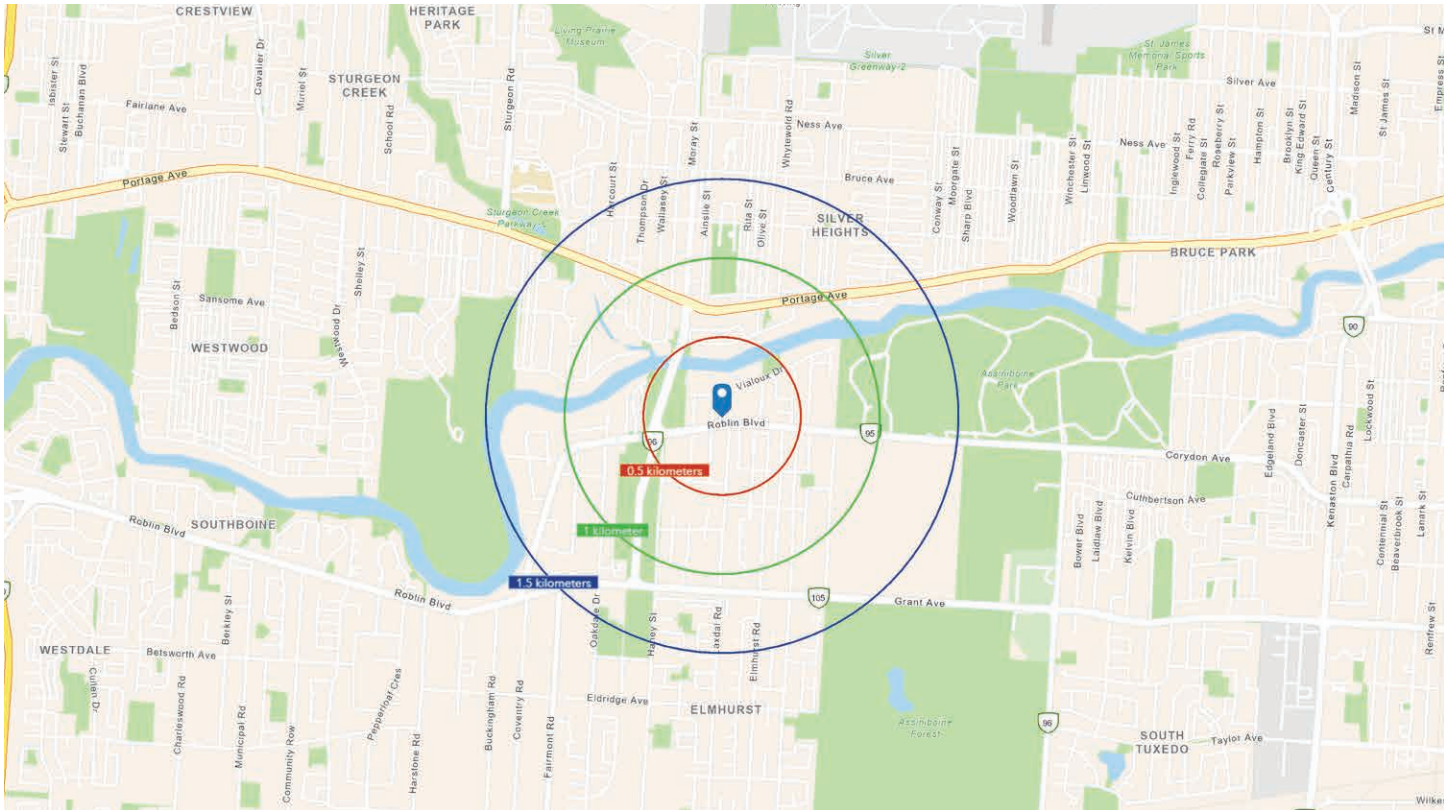 CRESTVIEW
HERITAGE
PARK
Living Prairie
Museum
Silver
Greenway-2
St James
Memorial Sports
Park
Silver Ave
Isbister St
Stewart St
Buchanan Blvd
Cavalier Dr
Muriel St
STURGEON
CREEK
School Rd
Sturgeon Rd
Fairlane Ave
Moray St
Whytewold Rd
Ness Ave
Ness Ave
Madison St
St James St
Empress St
Portage Ave
Harcourt St
Thompson Dr
Wallasey St
Ainslie St
Rita St
Olive St
Bruce Ave
SILVER
HEIGHTS
Conway St
Moorgate St
Sharp Blvd
Woodlawn St
Winchester St
Linwood St
Inglewood St
Ferry Rd
Collegiate St
Roseberry St
Parkview St
Hampton St
Brooklyn St
King Edward St
Queen St
Century St
Sturgeon Creek
Parkway
BRUCE PARK
Portage Ave
Bedson St
Sansome Ave
Shelley St
Westwood Dr
WESTWOOD
90
Assiniboine
Park
Vialoux Dr
Roblin Blvd
96
95
Corydon Ave
Edgeland Blvd
Doncaster St
Kenaston Blvd
Carpathia Rd
Lockwood St
0.5 kilometers
1 kilometer
1.5 kilometers
Cuthbertson Ave
Bower Blvd
Laidlaw Blvd
Kelvin Blvd
Centennial St
Beaverbrook St
Lanark St
Roblin Blvd
SOUTHBOINE
Roblin Blvd
105
Grant Ave
Berkley St
Oakdale Dr
Haney St
Laxdal Rd
Elmhurst Rd
Renfrew St
WESTDALE
Betsworth Ave
Cullen Dr
Charleswood Rd
Municipal Rd
Community Row
Pepperloaf Cres
Harstone Rd
Buckingham Rd
Coventry Rd
Fairmont Rd
Eldridge Ave
ELMHURST
Assiniboine
Forest
96
SOUTH
TUXEDO
Taylor Ave